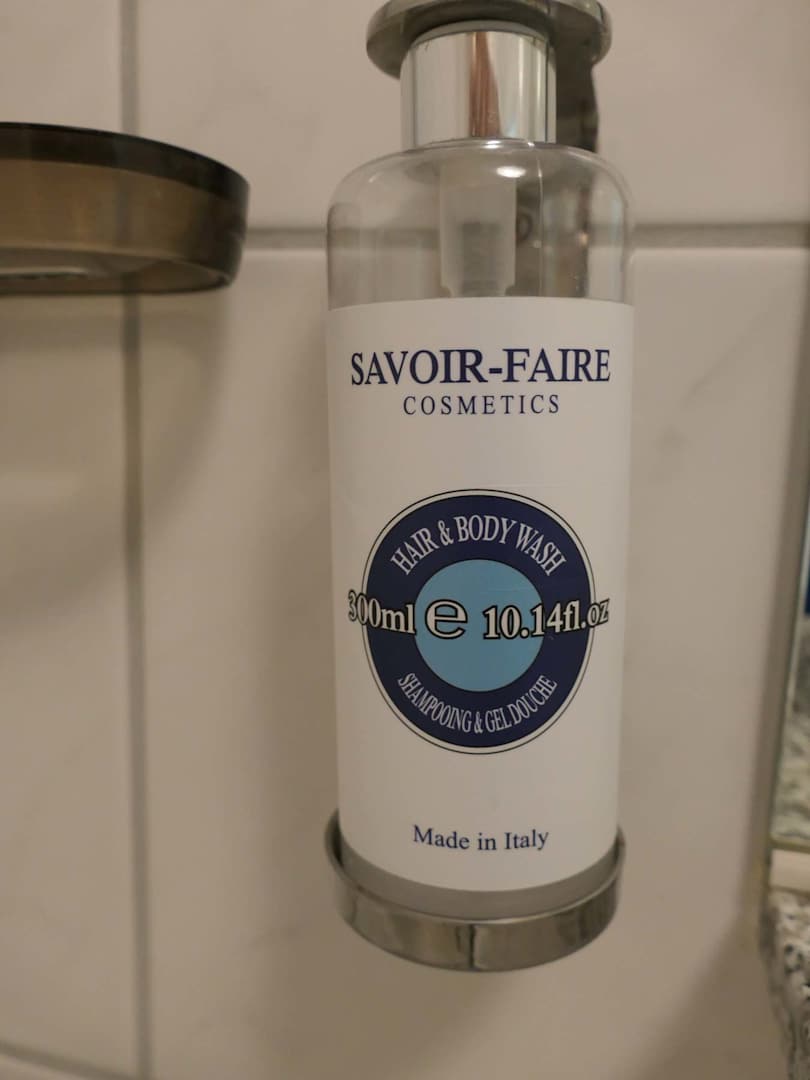 SAVOIR-FAIRE
COSMETICS
HAIR & BODY WASH
300ml ℮ 10.14fl.oz
SHAMPOOING & GEL DOUCHE
Made in Italy